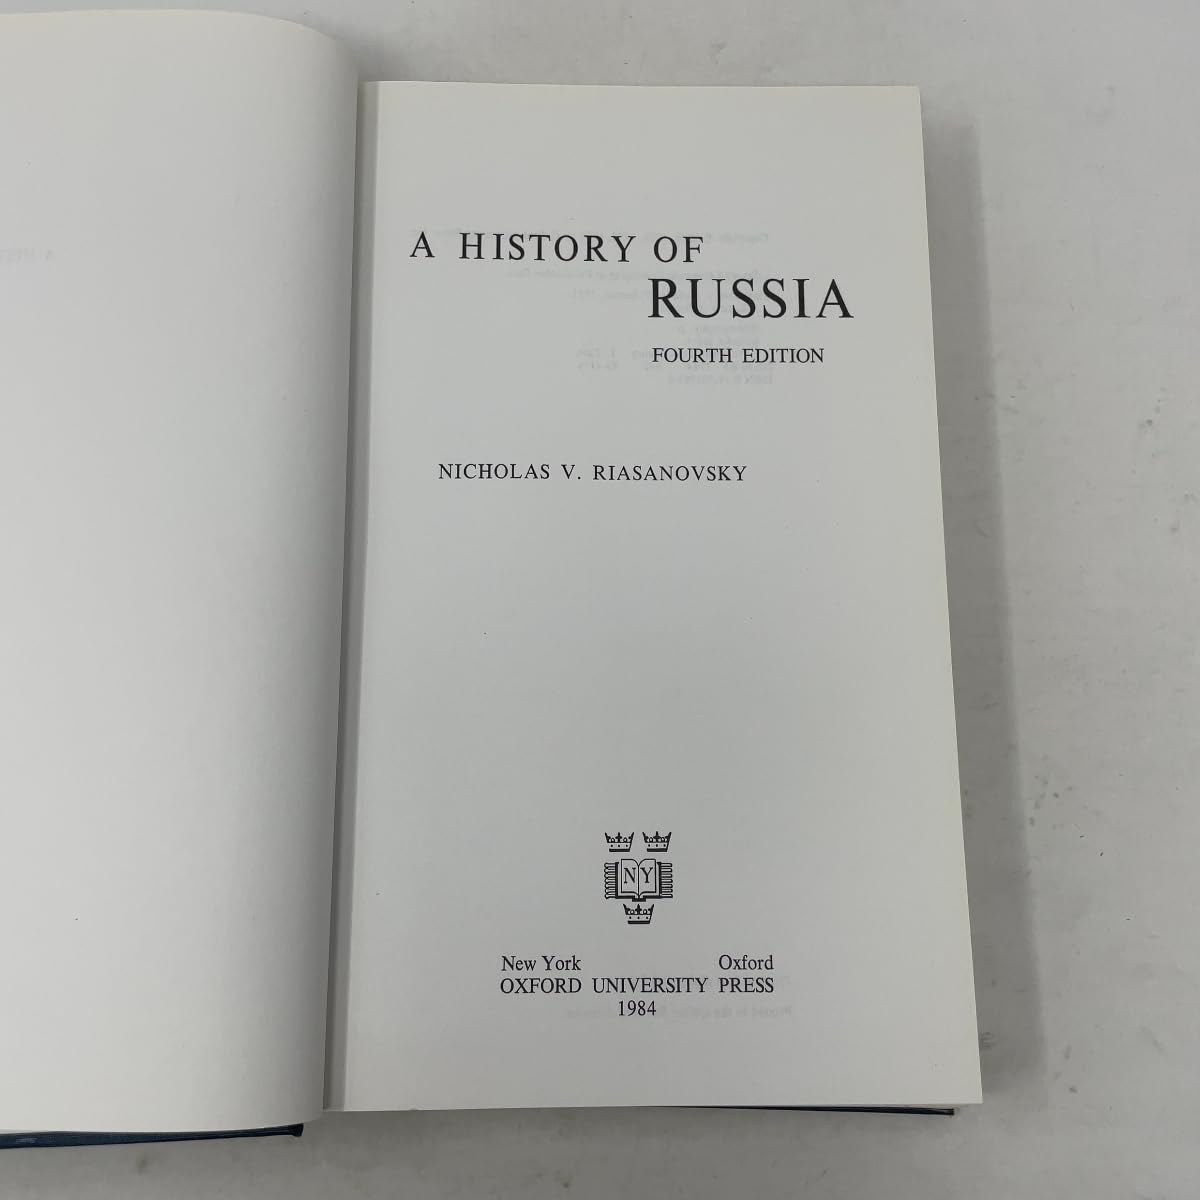 A HISTORY OF
RUSSIA
FOURTH EDITION
NICHOLAS V. RIASANOVSKY
NY
New York Oxford
OXFORD UNIVERSITY PRESS
1984